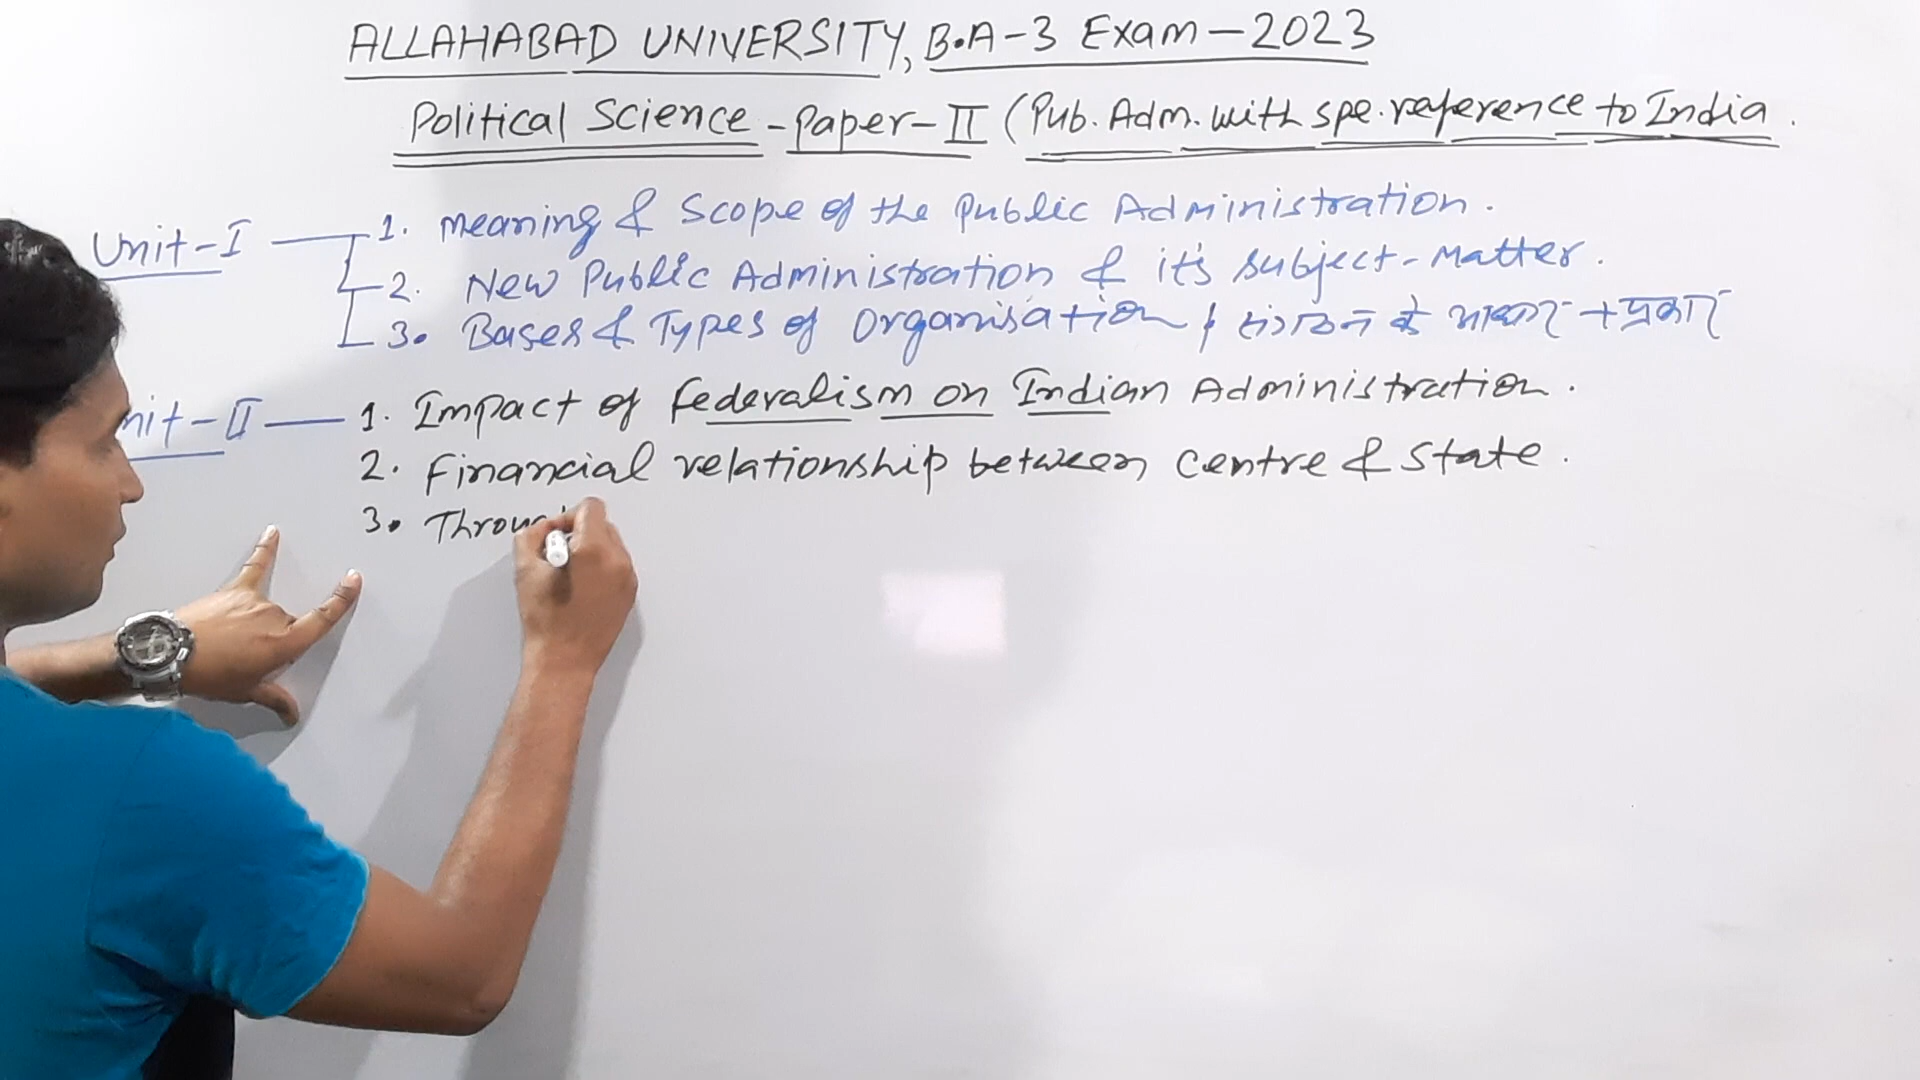 ALLAHABAD UNIVERSITY, B.A-3 Exam-2023
Political Science - Paper-II (Pub. Adm. with spe. reference to India.
Unit-I 1. Meaning & Scope of the Public Administration.
2. New Public Administration & it's subject-Matter.
3. Bases & Types of Organisation / संगठन के आकार + प्रकार
nit-II 1. Impact of Federalism on Indian Administration.
2. Financial relationship between Centre & State.
3. Throu